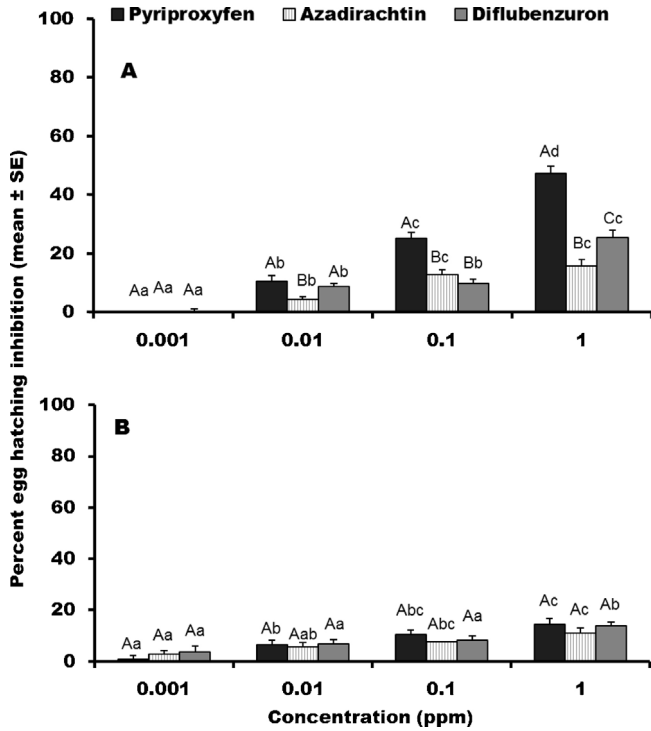 Pyriproxyfen Azadirachtin Diflubenzuron
Percent egg hatching inhibition (mean ± SE)
100
A
80
60
Ad
40
Ac
Cc
20
Ab
Bb
Ab
Bc
Bb
Bc
Aa Aa Aa
0
0.001 0.01 0.1 1
100
B
80
60
40
20
Aa Aa Aa
Ab Aab Aa
Abc Abc Aa
Ac Ac Ab
0
0.001 0.01 0.1 1
Concentration (ppm)